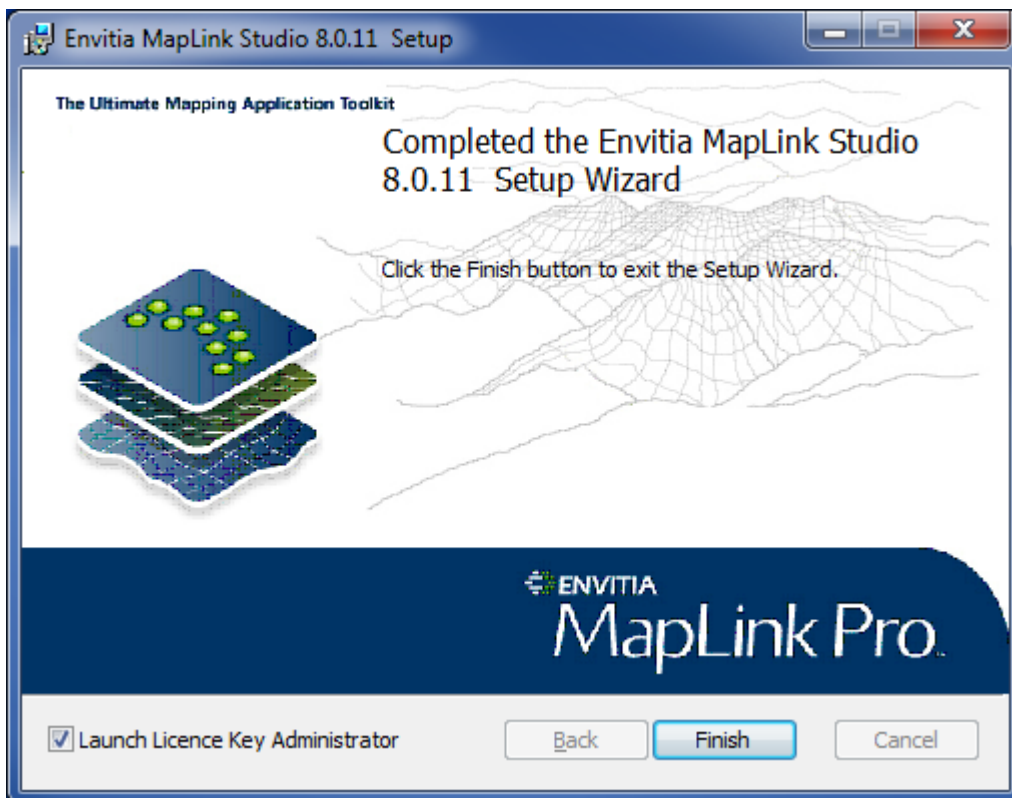 Envitia MapLink Studio 8.0.11 Setup
The Ultimate Mapping Application Toolkit
Completed the Envitia MapLink Studio
8.0.11 Setup Wizard
Click the Finish button to exit the Setup Wizard.
ENVITIA
MapLink Pro.
Launch Licence Key Administrator
Back
Finish
Cancel